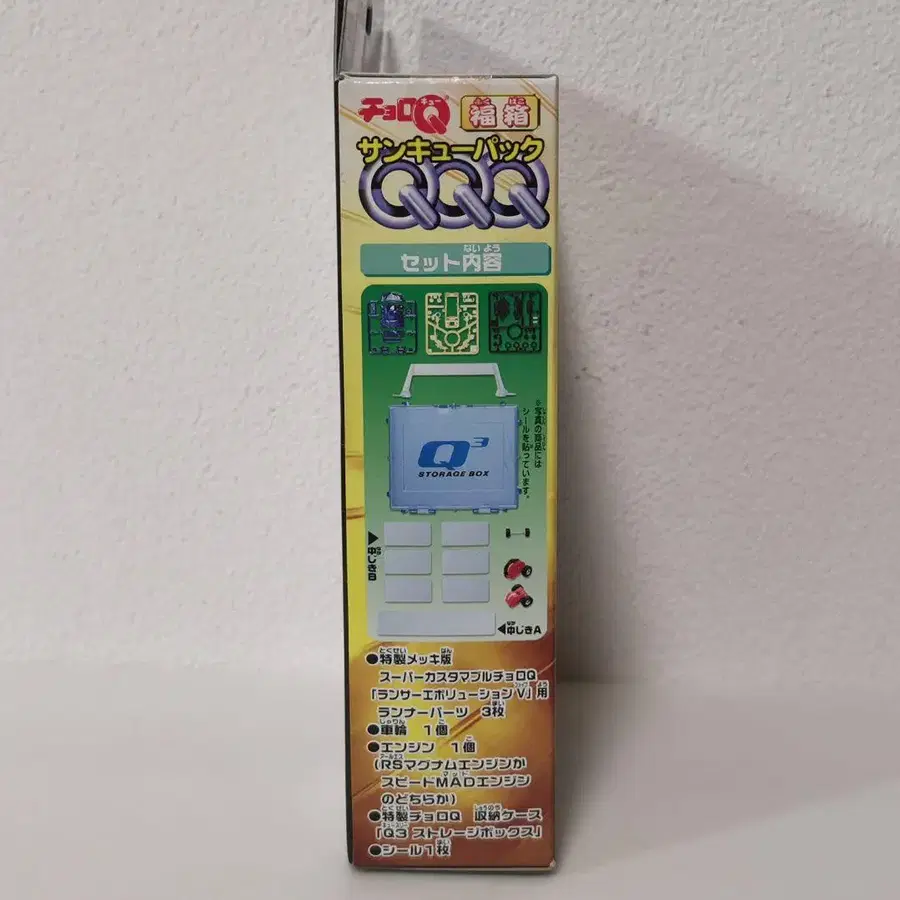 チョロQ
福箱
サンキューパック
QQQ
セット内容
※写真の商品には
シールを貼っています。
Q3
STORAGE BOX
中じきB
中じきA
●特製メッキ版
スーパーカスタマブルチョロQ
「ランサーエボリューションV」用
ランナーパーツ 3枚
●車輪 1個
●エンジン 1個
(RSマグナムエンジンか
スピードMADエンジン
のどちらか)
●特製チョロQ 収納ケース
「Q3 ストレージボックス」
●シール1枚